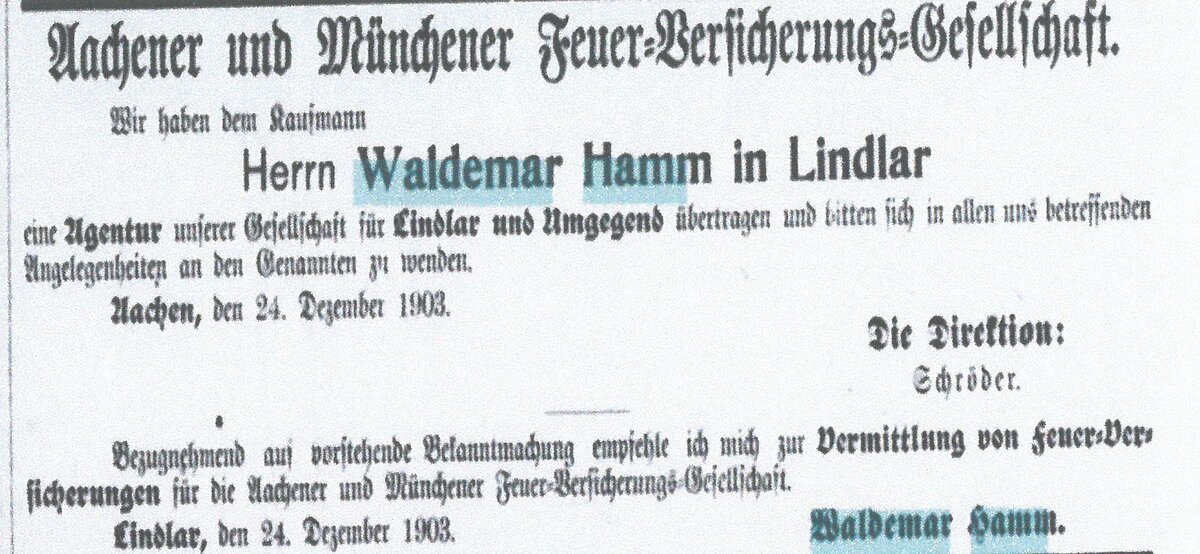 Aachener und Münchener Feuer-Versicherungs-Gesellschaft.
Wir haben dem Kaufmann
Herrn Waldemar Hamm in Lindlar
eine Agentur unserer Gesellschaft für Lindlar und Umgegend übertragen und bitten sich in allen uns betreffenden
Angelegenheiten an den Genannten zu wenden.
Aachen, den 24. Dezember 1903.
Die Direktion:
Schröder.
Bezugnehmend auf vorstehende Bekanntmachung empfehle ich mich zur Vermittlung von Feuer-Ver-
sicherungen für die Aachener und Münchener Feuer-Versicherungs-Gesellschaft.
Lindlar, den 24. Dezember 1903.
Waldemar Hamm.